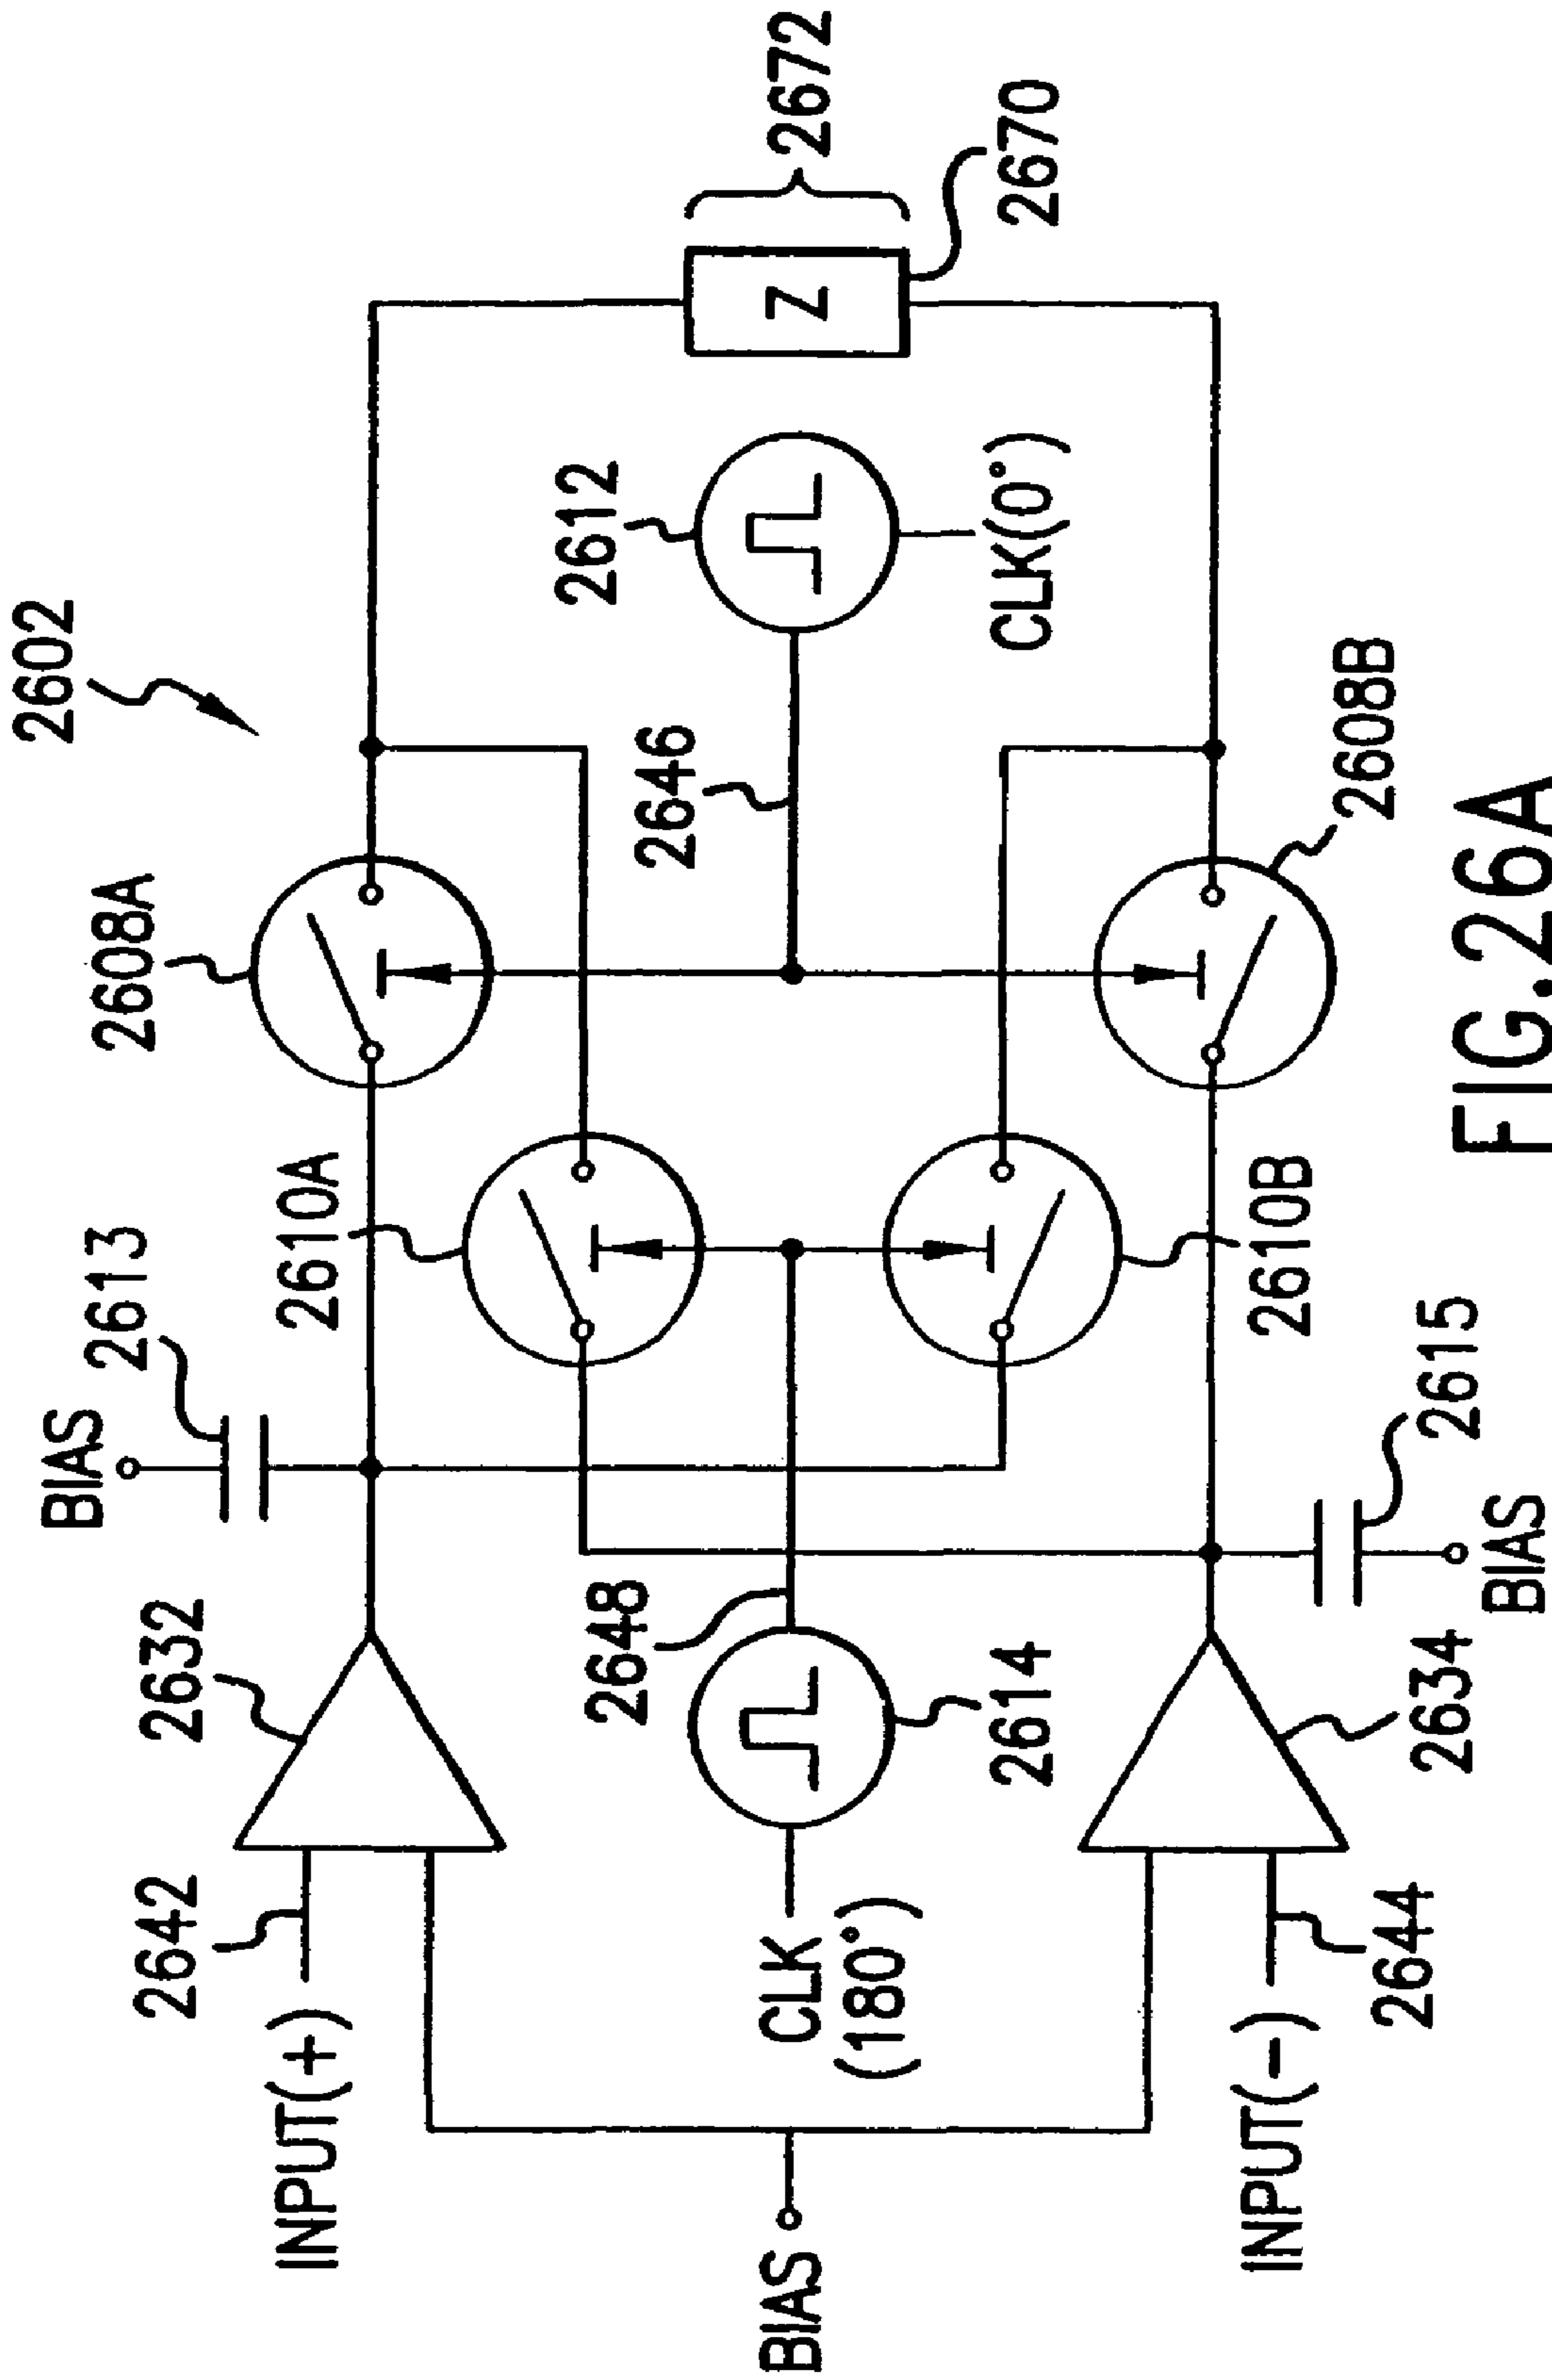 2602
2608A
2613
BIAS
2610A
2632
2642
INPUT(+)
2612
2672
2646
2648
Z
2670
CLK(0°)
2614
CLK
(180°)
BIAS
2608B
2610B
2615
BIAS
2634
2644
INPUT(−)
FIG.26A